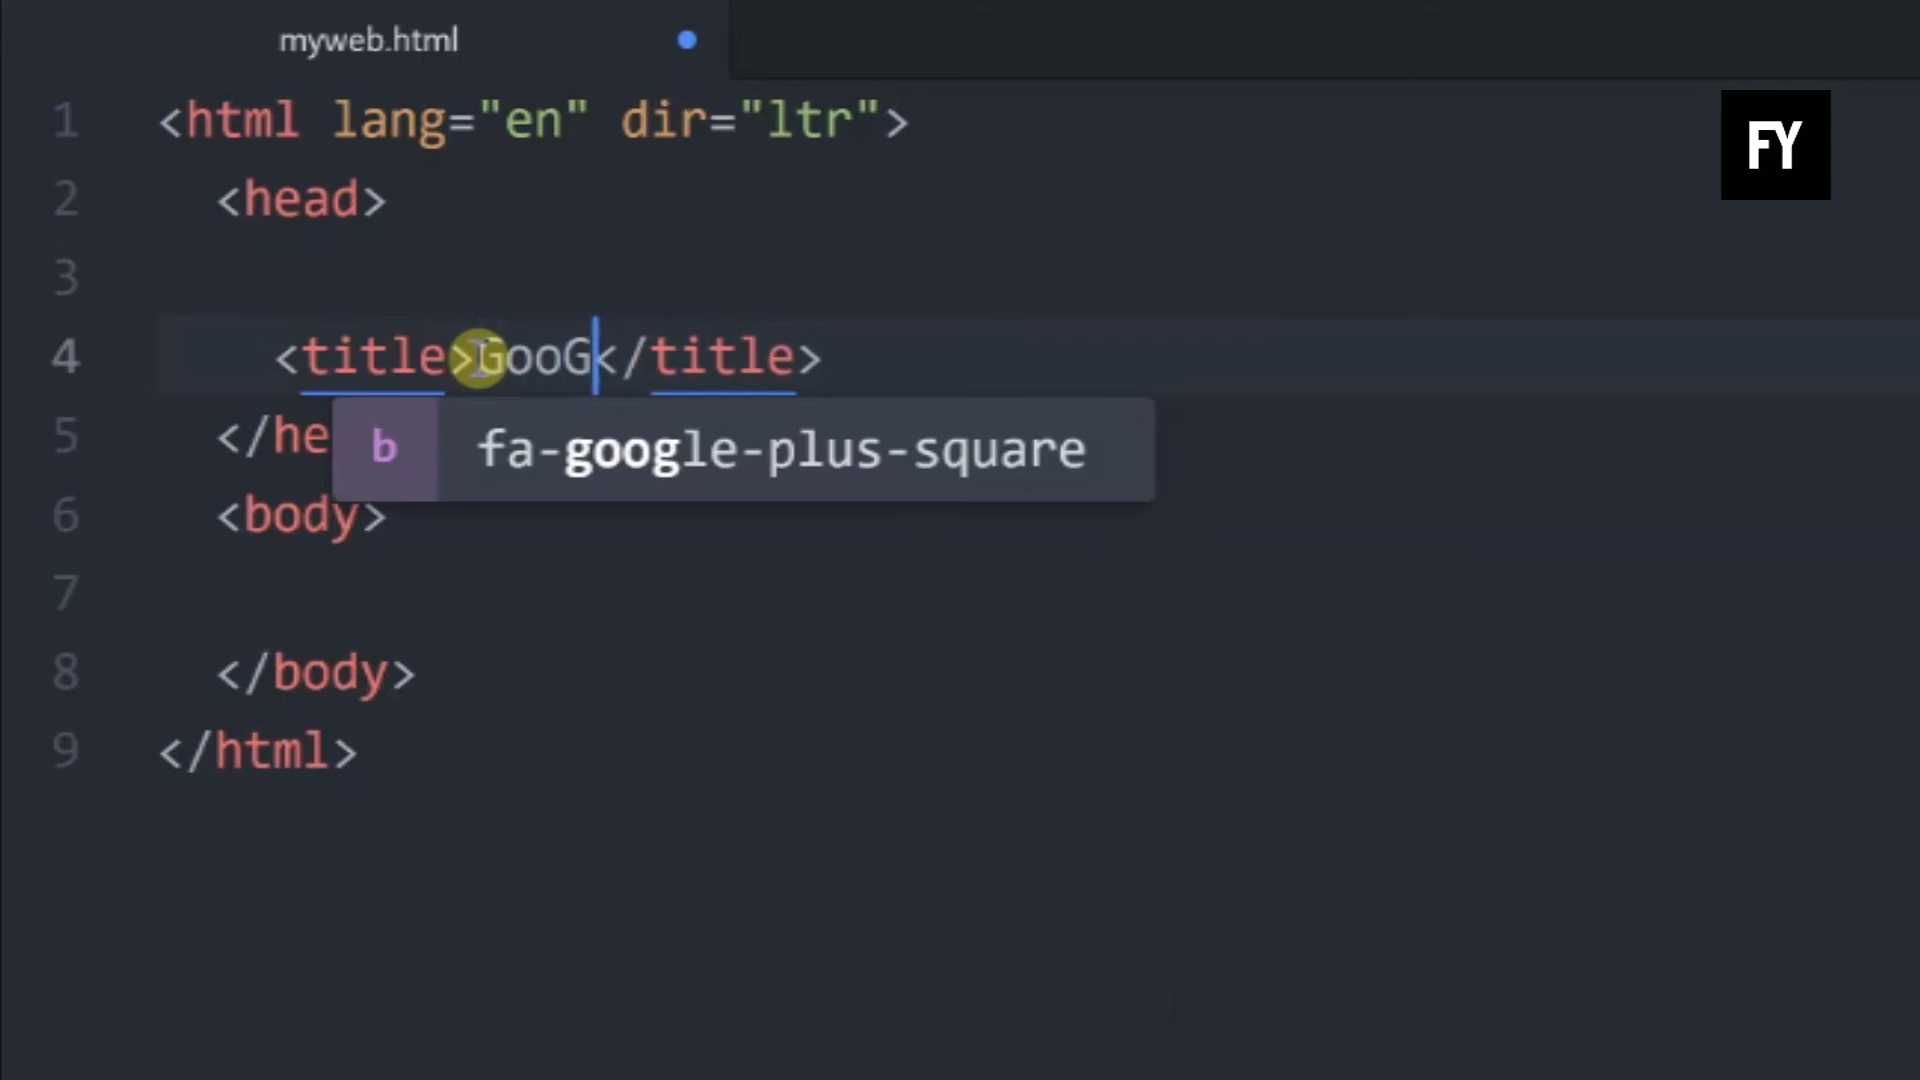 myweb.html
FY
1 <html lang="en" dir="ltr">
2 <head>
3
4 <title>GooG</title>
b fa-google-plus-square
5 </he
6 <body>
7
8 </body>
9 </html>